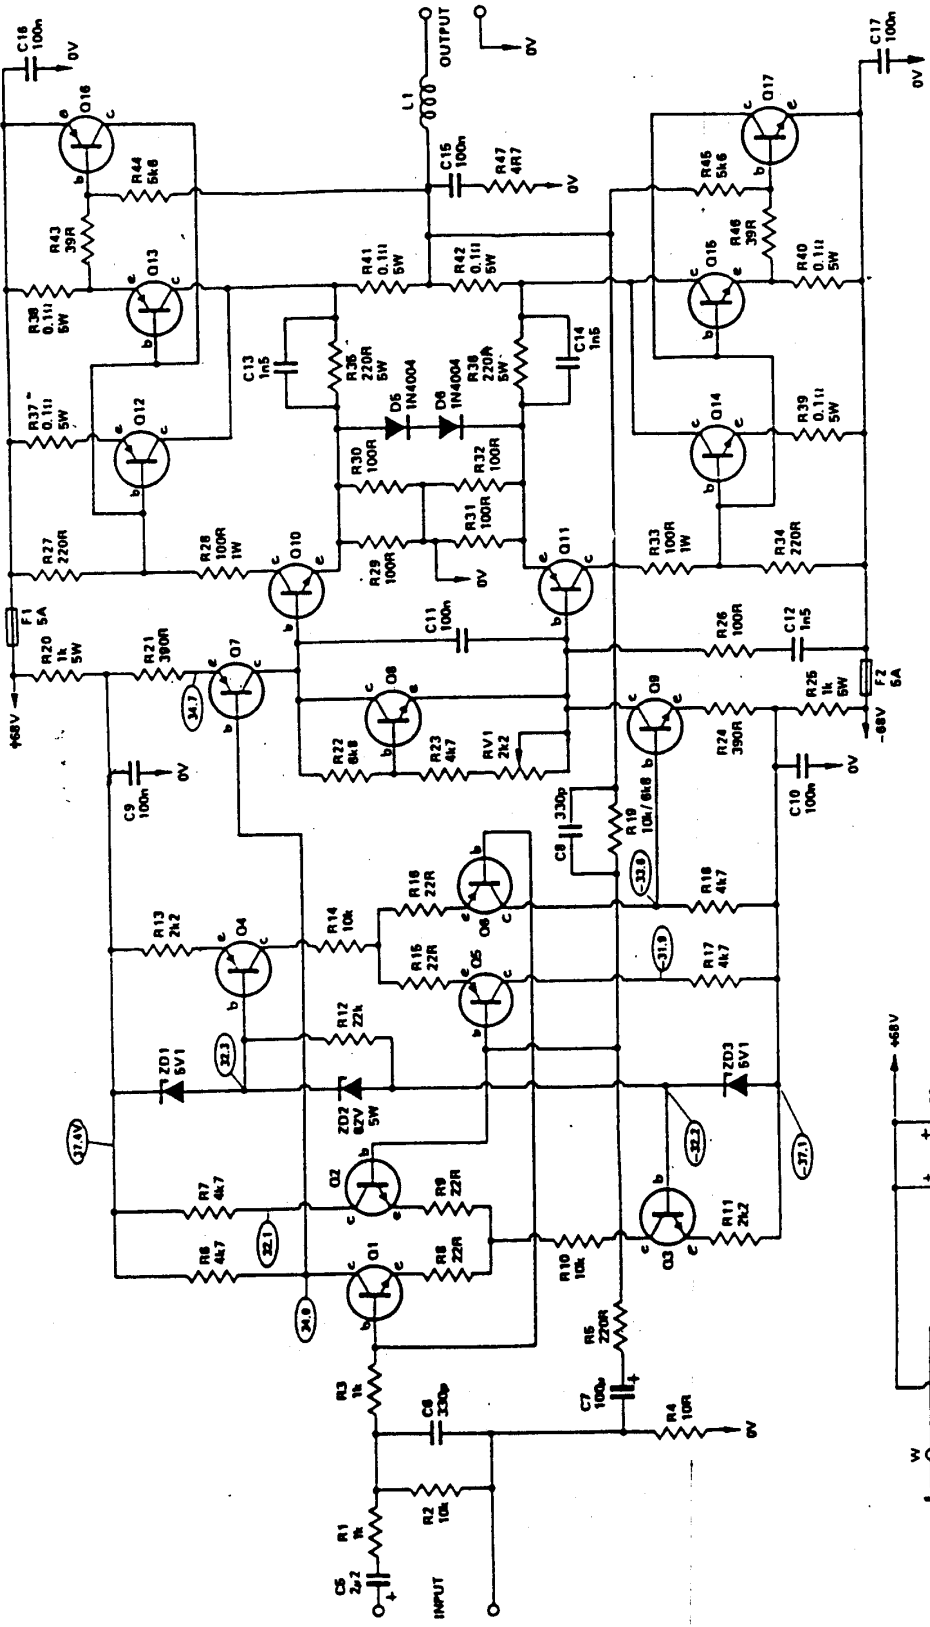 C16
100n
0V
OUTPUT
0V
C17
100n
0V
Q16
e
b
c
R44
5k6
L1
C15
100n
R47
4R7
0V
R45
5k6
Q17
c
b
e
R43
39R
R46
39R
Q13
e
c
b
R38
0.1Ω
5W
R41
0.1Ω
5W
R42
0.1Ω
5W
Q15
c
e
b
R40
0.1Ω
5W
C13
1n5
R35
220R
5W
R36
220R
5W
C14
1n5
D5
1N4004
D6
1N4004
R37
0.1Ω
5W
Q12
e
c
b
Q14
c
e
b
R39
0.1Ω
5W
R30
100R
R32
100R
R27
220R
R28
100R
1W
c
Q10
e
b
R29
100R
R31
100R
0V
e
Q11
c
b
R33
100R
1W
R34
220R
F1
5A
R20
1k
5W
+68V
R21
390R
34.7
e
Q7
c
b
C11
100n
R26
100R
C12
1n5
F2
5A
R25
1k
5W
-68V
c
Q8
e
b
R22
6k8
R23
4k7
RV1
2k2
c
Q9
e
b
R24
390R
C9
100n
0V
C8
330p
R19
10k/6k8
C10
100n
0V
R13
2k2
e
Q4
c
b
R14
10k
R16
22R
e
b
c
Q6
R15
22R
Q5
e
c
b
-33.6
R18
4k7
-31.9
R17
4k7
ZD1
5V1
32.3
R12
22k
ZD2
62V
5W
ZD3
5V1
37.4V
-32.2
-37.1
R7
4k7
Q2
b
c
e
R9
22R
32.1
R6
4k7
Q1
c
e
b
R8
22R
R10
10k
c
b
e
Q3
R11
2k2
34.0
R3
1k
C6
330p
R5
220R
C7
100µ
+
R4
10R
0V
R1
1k
R2
10k
C5
2µ2
+
INPUT
+68V
+
+
W